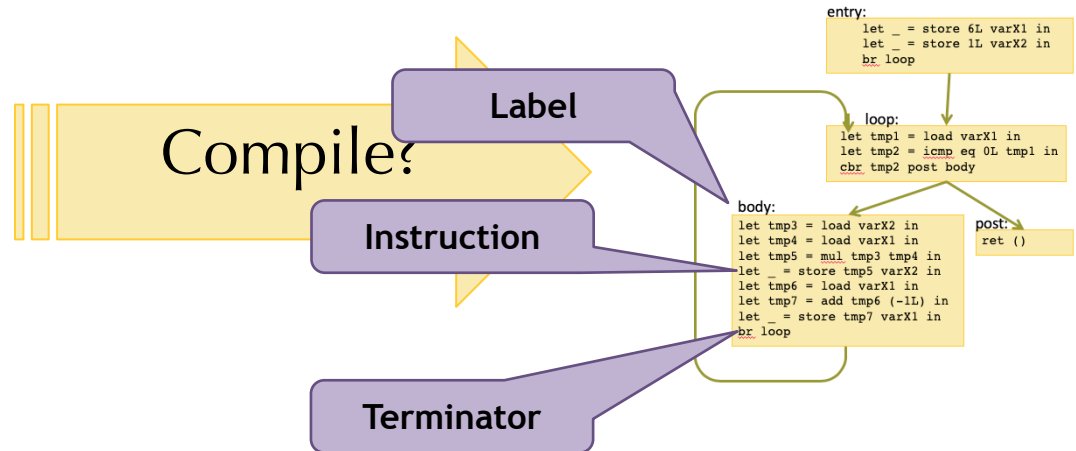 Compile?
Label
Instruction
Terminator
entry:
let _ = store 6L varX1 in
let _ = store 1L varX2 in
br loop
loop:
let tmp1 = load varX1 in
let tmp2 = icmp eq 0L tmp1 in
cbr tmp2 post body
body:
let tmp3 = load varX2 in
let tmp4 = load varX1 in
let tmp5 = mul tmp3 tmp4 in
let _ = store tmp5 varX2 in
let tmp6 = load varX1 in
let tmp7 = add tmp6 (-1L) in
let _ = store tmp7 varX1 in
br loop
post:
ret ()